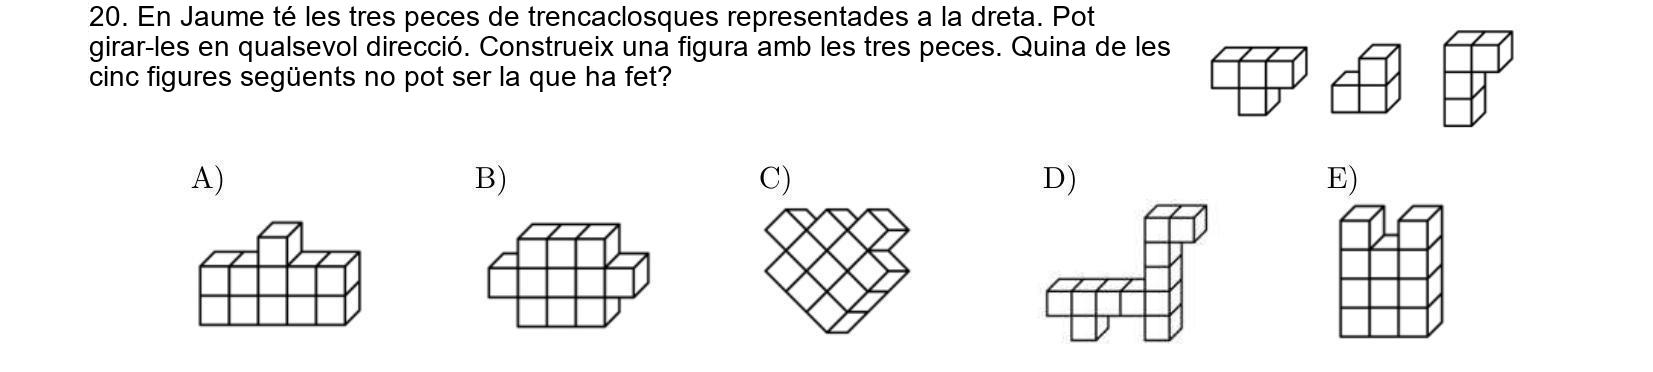 20. En Jaume té les tres peces de trencaclosques representades a la dreta. Pot
girar-les en qualsevol direcció. Construeix una figura amb les tres peces. Quina de les
cinc figures següents no pot ser la que ha fet?
A) B) C) D) E)